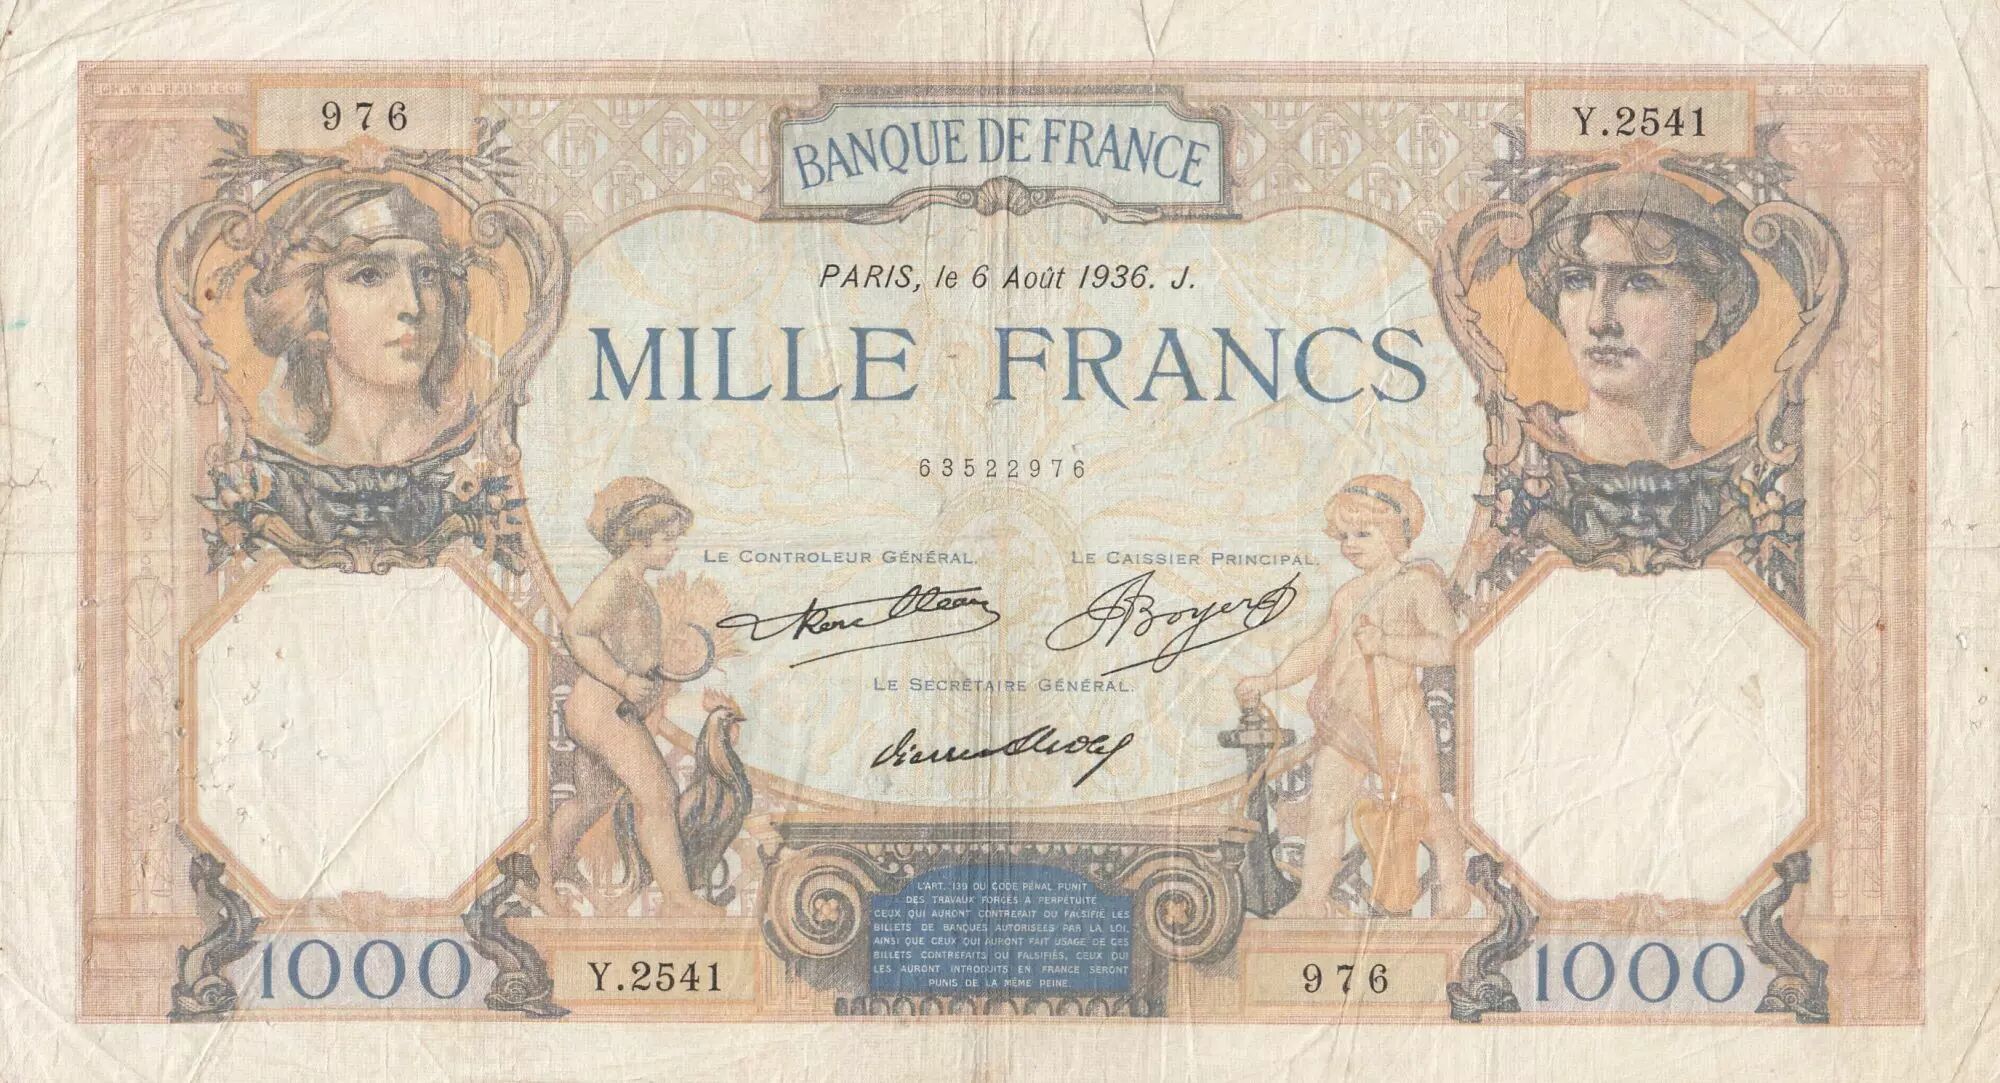 976
Y.2541
BANQUE DE FRANCE
PARIS, le 6 Août 1936. J.
MILLE FRANCS
63522976
LE CONTROLEUR GÉNÉRAL.
LE CAISSIER PRINCIPAL.
Boyer
LE SECRÉTAIRE GÉNÉRAL.
L'ART. 139 DU CODE PÉNAL PUNIT
DES TRAVAUX FORCÉS A PERPÉTUITÉ
CEUX QUI AURONT CONTREFAIT OU FALSIFIÉ LES
BILLETS DE BANQUES AUTORISÉES PAR LA LOI,
AINSI QUE CEUX QUI AURONT FAIT USAGE DE CES
BILLETS CONTREFAITS OU FALSIFIÉS, CEUX QUI
LES AURONT INTRODUITS EN FRANCE SERONT
PUNIS DE LA MÊME PEINE.
1000
Y.2541
976
1000